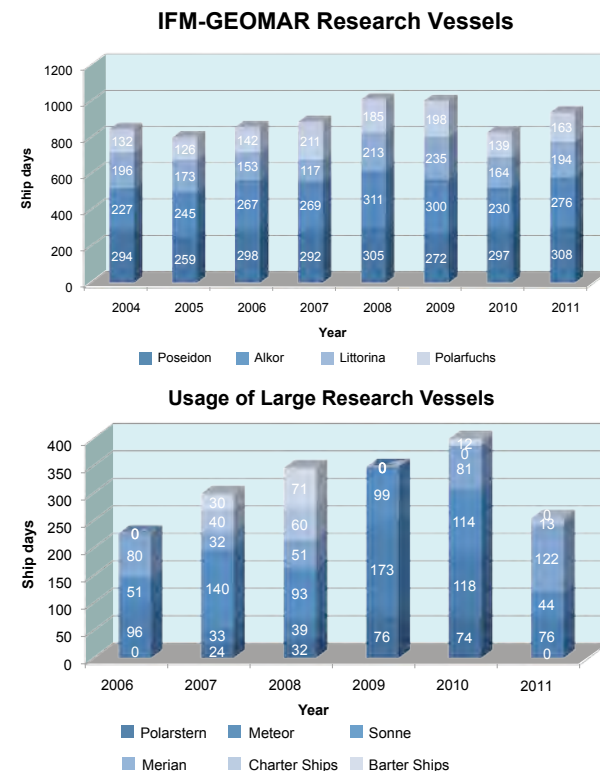 IFM-GEOMAR Research Vessels
1200
1000
800
600
400
200
0
Ship days
132 126 142 211 185 198 139 163
196 173 153 117 213 235 164 194
227 245 267 269 311 300 230 276
294 259 298 292 305 272 297 308
2004 2005 2006 2007 2008 2009 2010 2011
Year
Poseidon Alkor Littorina Polarfuchs
Usage of Large Research Vessels
400
350
300
250
200
150
100
50
0
Ship days
0 30 71 0 12 0
80 40 60 99 0 13
51 32 51 173 81 122
96 140 93 76 114 44
0 33 39 118 76
24 32 74 0
2006 2007 2008 2009 2010 2011
Year
Polarstern Meteor Sonne
Merian Charter Ships Barter Ships